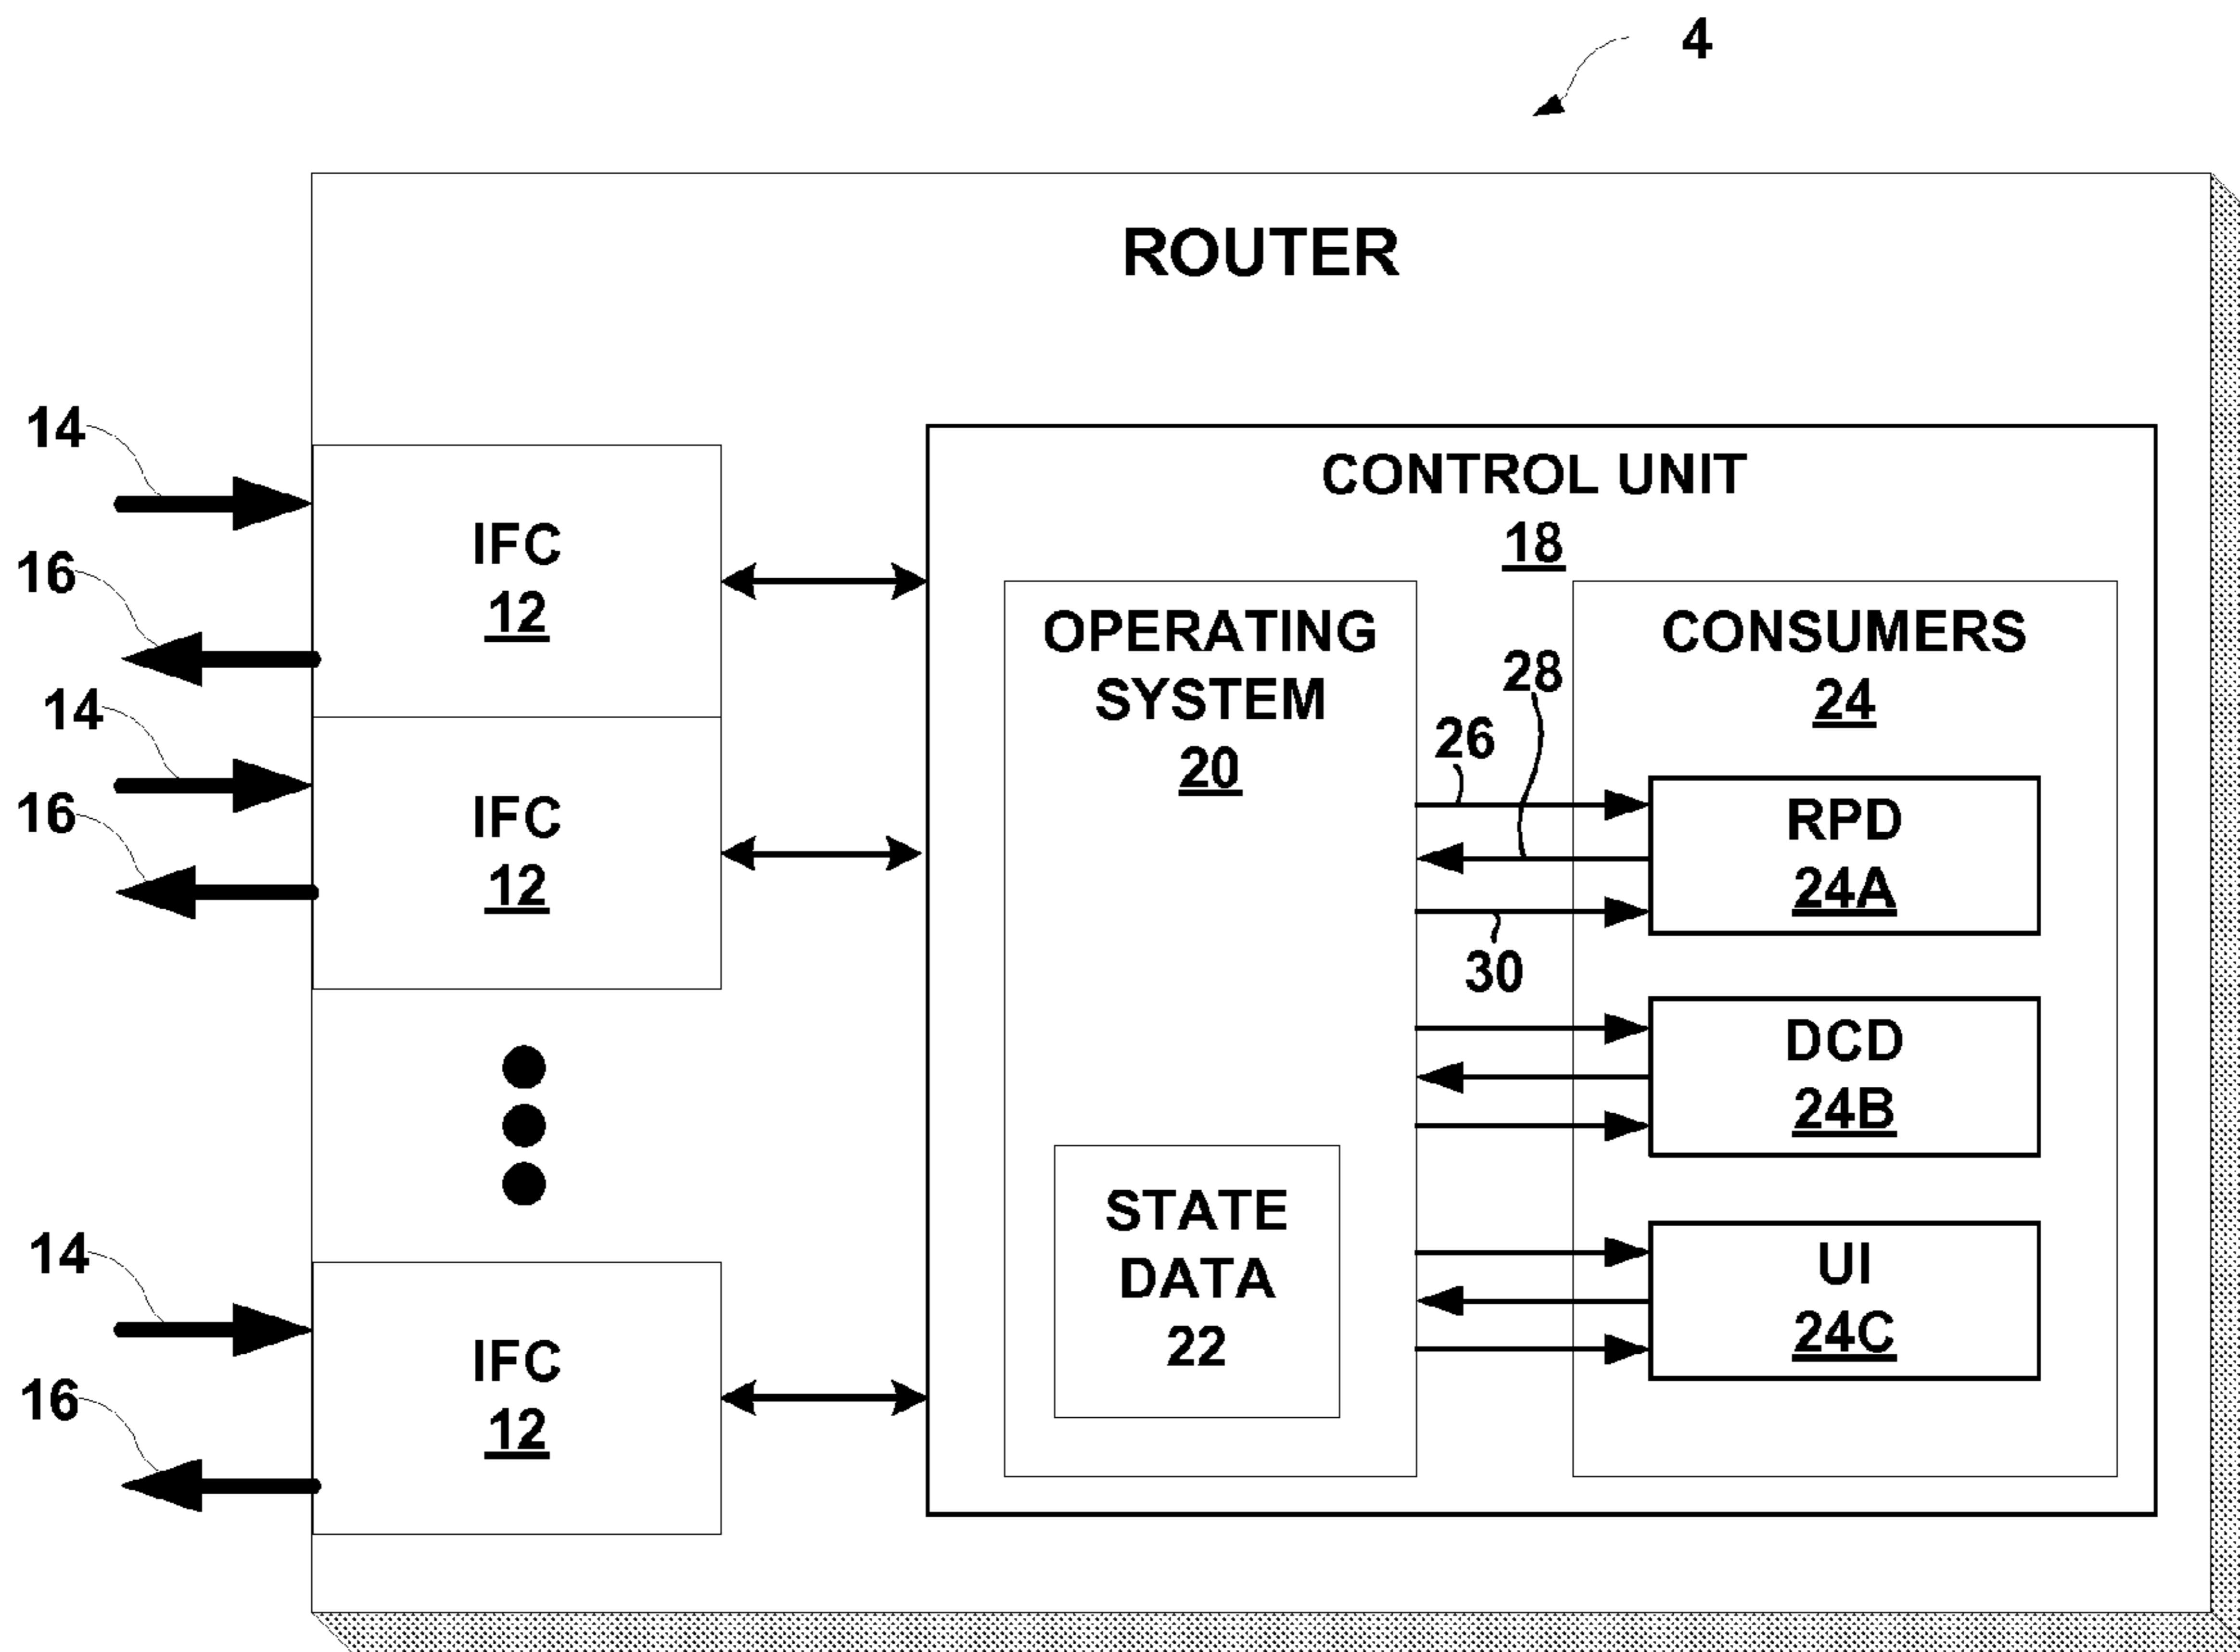 4
ROUTER
14
IFC
12
16
14
IFC
12
16
14
IFC
12
16
CONTROL UNIT
18
OPERATING
SYSTEM
20
STATE
DATA
22
26
28
30
CONSUMERS
24
RPD
24A
DCD
24B
UI
24C